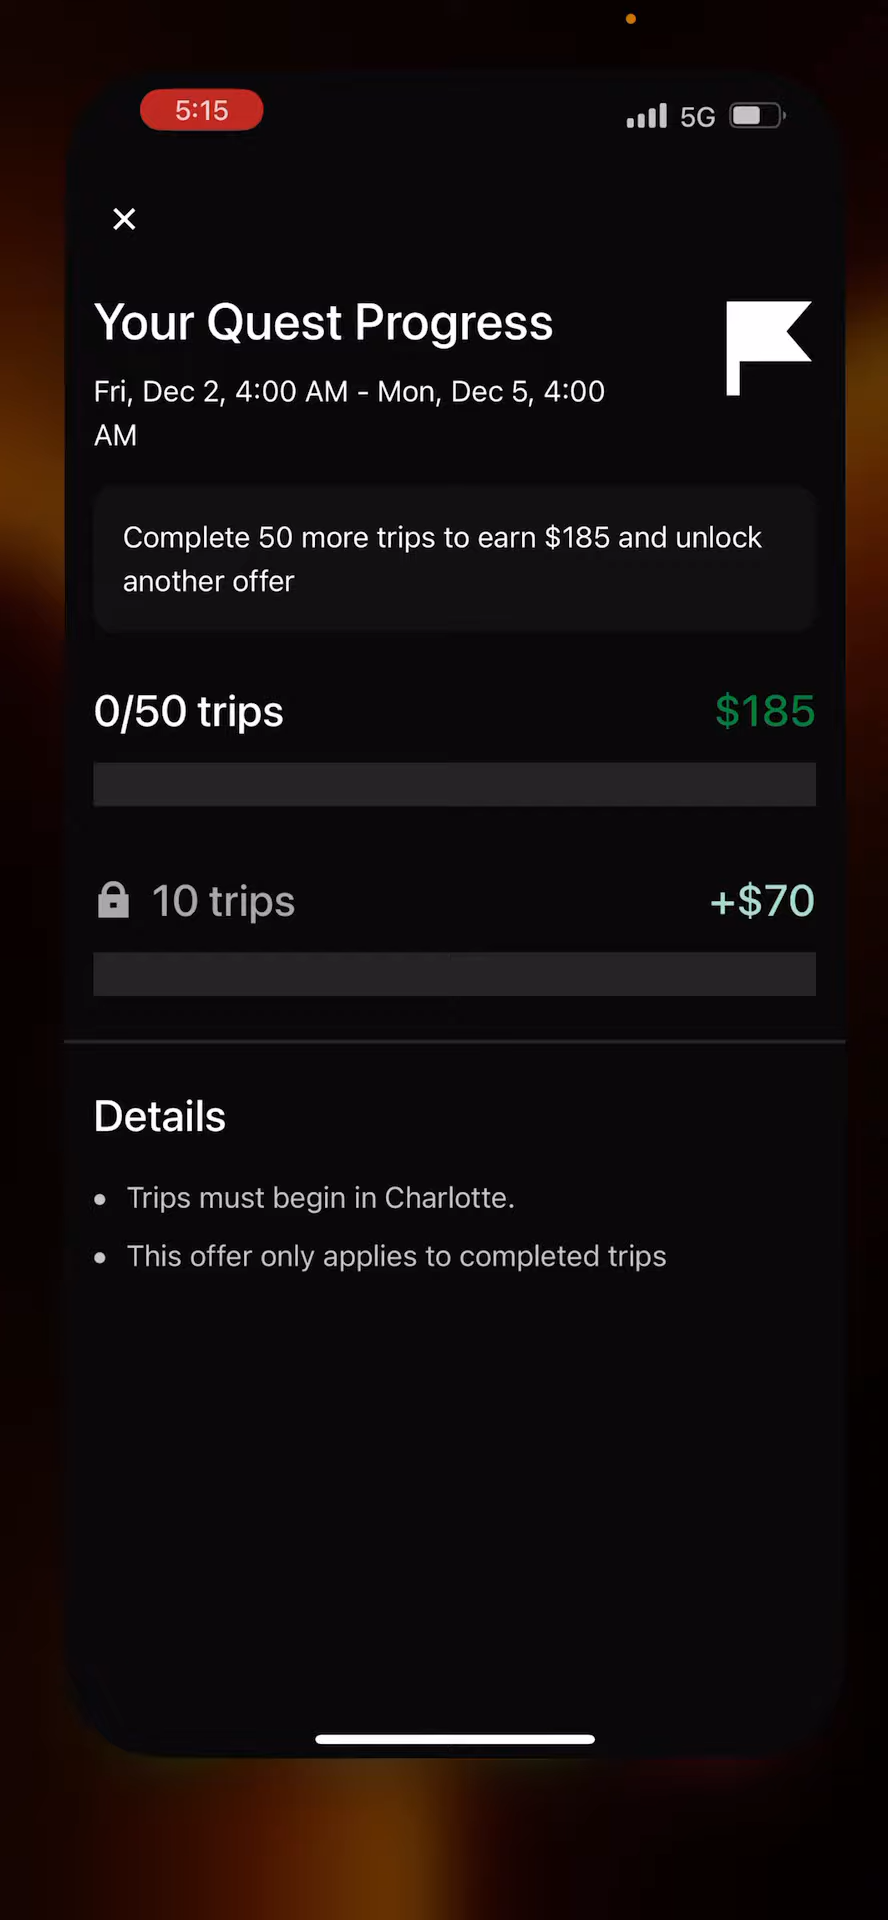 5:15
5G
Your Quest Progress
Fri, Dec 2, 4:00 AM - Mon, Dec 5, 4:00
AM
Complete 50 more trips to earn $185 and unlock
another offer
0/50 trips
$185
10 trips
+$70
Details
• Trips must begin in Charlotte.
• This offer only applies to completed trips